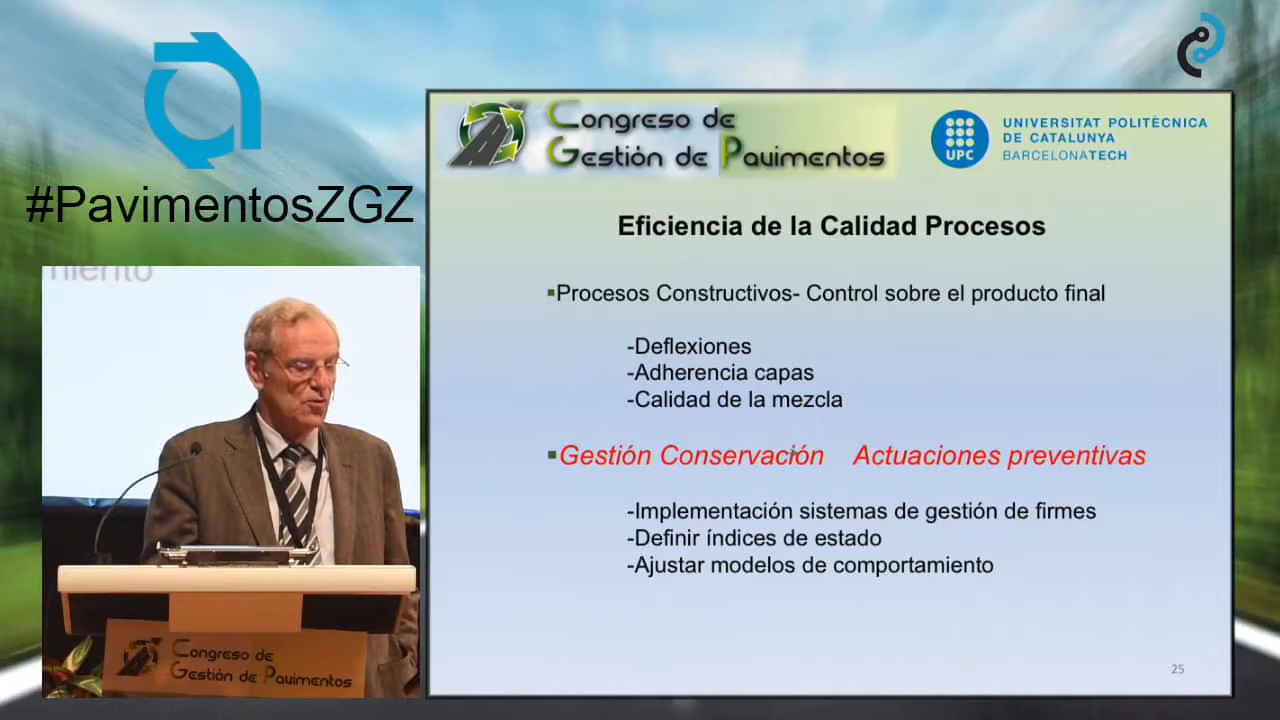 #PavimentosZGZ
Congreso de
Gestión de Pavimentos
UPC
UNIVERSITAT POLITÈCNICA
DE CATALUNYA
BARCELONATECH
Eficiencia de la Calidad Procesos
▪Procesos Constructivos- Control sobre el producto final
-Deflexiones
-Adherencia capas
-Calidad de la mezcla
▪Gestión Conservación Actuaciones preventivas
-Implementación sistemas de gestión de firmes
-Definir índices de estado
-Ajustar modelos de comportamiento
25
Congreso de
Gestión de Pavimentos